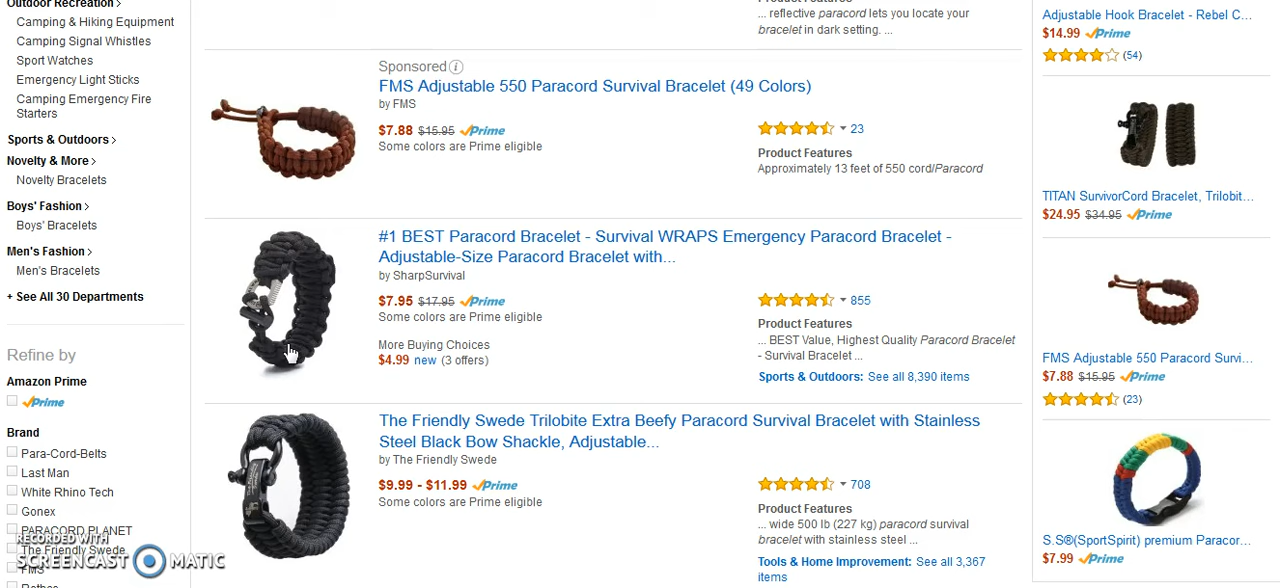 Outdoor Recreation >
Camping & Hiking Equipment
Camping Signal Whistles
Sport Watches
Emergency Light Sticks
Camping Emergency Fire
Starters
Sports & Outdoors >
Novelty & More >
Novelty Bracelets
Boys' Fashion >
Boys' Bracelets
Men's Fashion >
Men's Bracelets
+ See All 30 Departments
Refine by
Amazon Prime
Prime
Brand
Para-Cord-Belts
Last Man
White Rhino Tech
Gonex
PARACORD PLANET
The Friendly Swede
FMS
RECORDED WITH
SCREENCAST MATIC
... reflective paracord lets you locate your
bracelet in dark setting. ...
Sponsored i
FMS Adjustable 550 Paracord Survival Bracelet (49 Colors)
by FMS
$7.88 $15.95 Prime
Some colors are Prime eligible
23
Product Features
Approximately 13 feet of 550 cord/Paracord
#1 BEST Paracord Bracelet - Survival WRAPS Emergency Paracord Bracelet -
Adjustable-Size Paracord Bracelet with...
by SharpSurvival
$7.95 $17.95 Prime
Some colors are Prime eligible
More Buying Choices
$4.99 new (3 offers)
855
Product Features
... BEST Value, Highest Quality Paracord Bracelet
- Survival Bracelet ...
Sports & Outdoors: See all 8,390 items
The Friendly Swede Trilobite Extra Beefy Paracord Survival Bracelet with Stainless
Steel Black Bow Shackle, Adjustable...
by The Friendly Swede
$9.99 - $11.99 Prime
Some colors are Prime eligible
708
Product Features
... wide 500 lb (227 kg) paracord survival
bracelet with stainless steel ...
Tools & Home Improvement: See all 3,367
items
Adjustable Hook Bracelet - Rebel C...
$14.99 Prime
(54)
TITAN SurvivorCord Bracelet, Trilobit...
$24.95 $34.95 Prime
FMS Adjustable 550 Paracord Survi...
$7.88 $15.95 Prime
(23)
S.S®(SportSpirit) premium Paracor...
$7.99 Prime